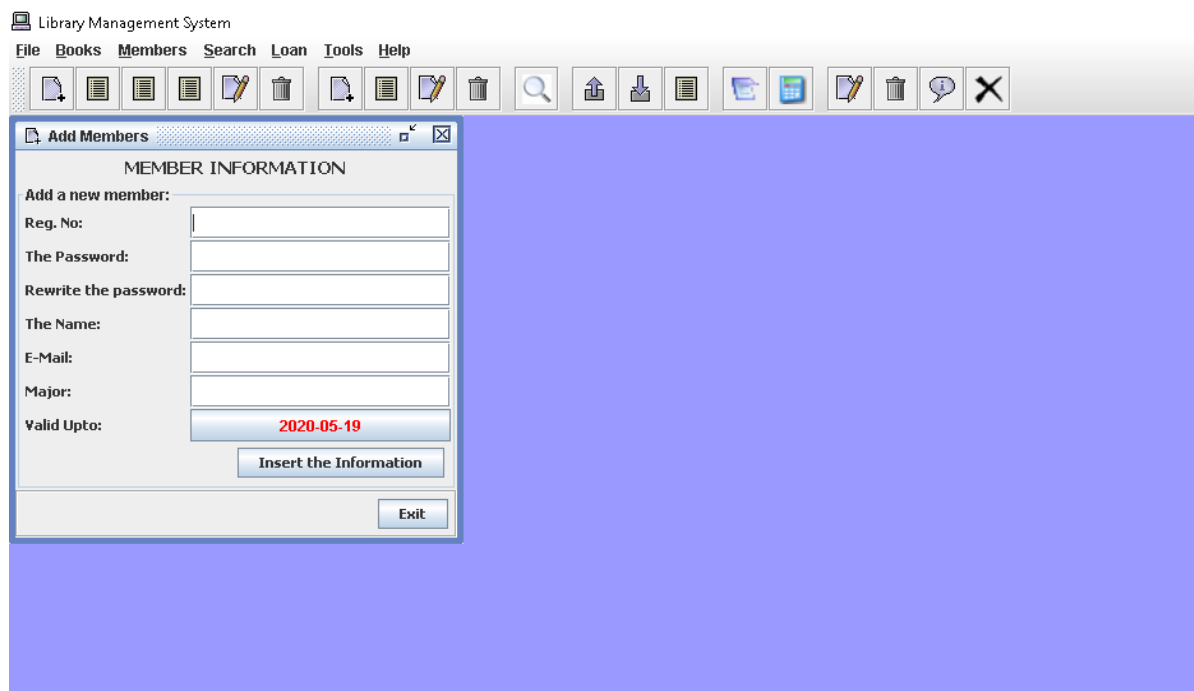 Library Management System
File Books Members Search Loan Tools Help
Add Members
MEMBER INFORMATION
Add a new member:
Reg. No:
The Password:
Rewrite the password:
The Name:
E-Mail:
Major:
Valid Upto: 2020-05-19
Insert the Information
Exit